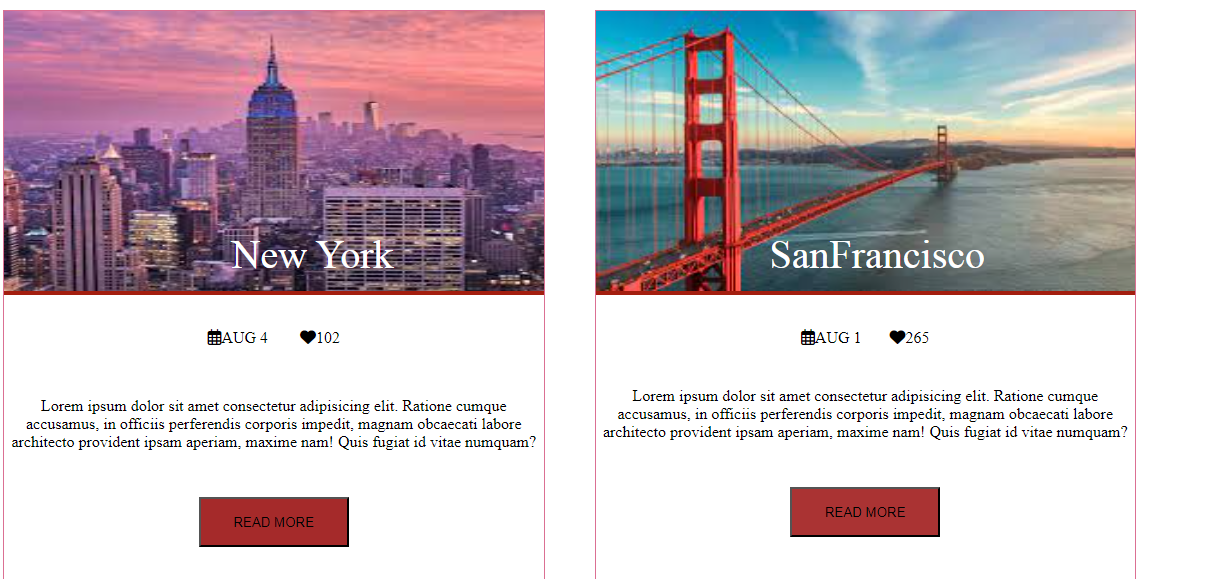 New York
AUG 4 102
Lorem ipsum dolor sit amet consectetur adipisicing elit. Ratione cumque
accusamus, in officiis perferendis corporis impedit, magnam obcaecati labore
architecto provident ipsam aperiam, maxime nam! Quis fugiat id vitae numquam?
READ MORE
SanFrancisco
AUG 1 265
Lorem ipsum dolor sit amet consectetur adipisicing elit. Ratione cumque
accusamus, in officiis perferendis corporis impedit, magnam obcaecati labore
architecto provident ipsam aperiam, maxime nam! Quis fugiat id vitae numquam?
READ MORE